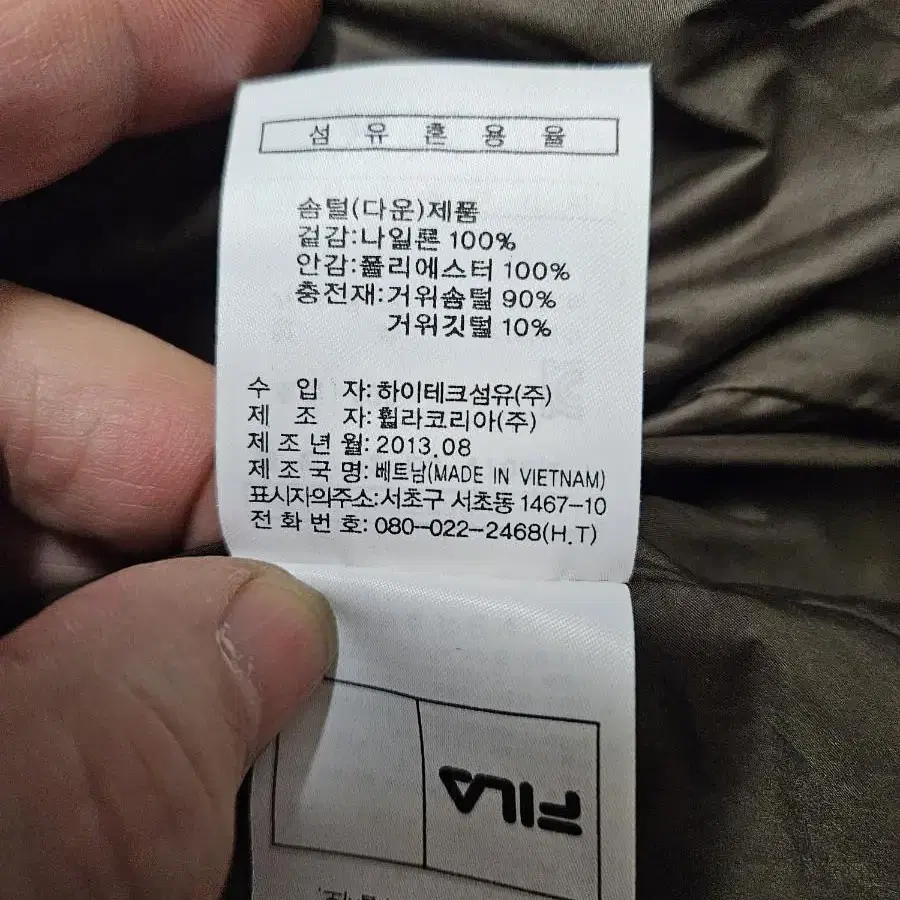 섬유혼용율
솜털(다운)제품
겉감:나일론 100%
안감:폴리에스터 100%
충전재:거위솜털 90%
거위깃털 10%
수 입 자: 하이테크섬유(주)
제 조 자: 휠라코리아(주)
제조년월: 2013.08
제조국명: 베트남(MADE IN VIETNAM)
표시자의주소:서초구 서초동 1467-10
전화번호: 080-022-2468(H.T)
FILA